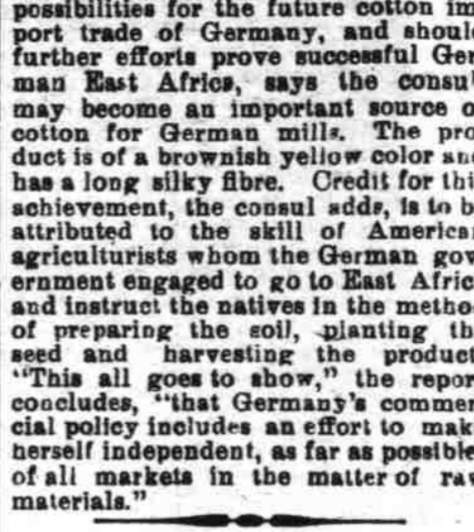 possibilities for the future cotton im
port trade of Germany, and shoul
further efforts prove successful Ger
man East Africa, says the consu
may become an important source o
cotton for German mills. The pro
duct is of a brownish yellow color an
has a long silky fibre. Credit for thi
achievement, the consul adds, is to b
attributed to the skill of America
agriculturists whom the German gov
ernment engaged to go to East Afric
and instruct the natives in the metho
of preparing the soil, planting th
seed and harvesting the produc
"This all goes to show," the repor
concludes, "that Germany's commer
cial policy includes an effort to mak
herself independent, as far as possible
of all markets in the matter of ra
materials."